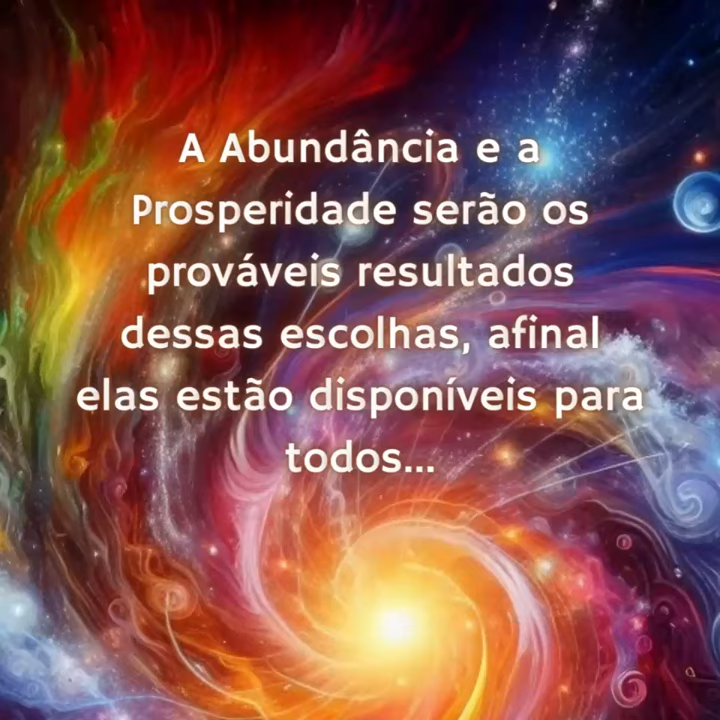 A Abundância e a
Prosperidade serão os
prováveis resultados
dessas escolhas, afinal
elas estão disponíveis para
todos...